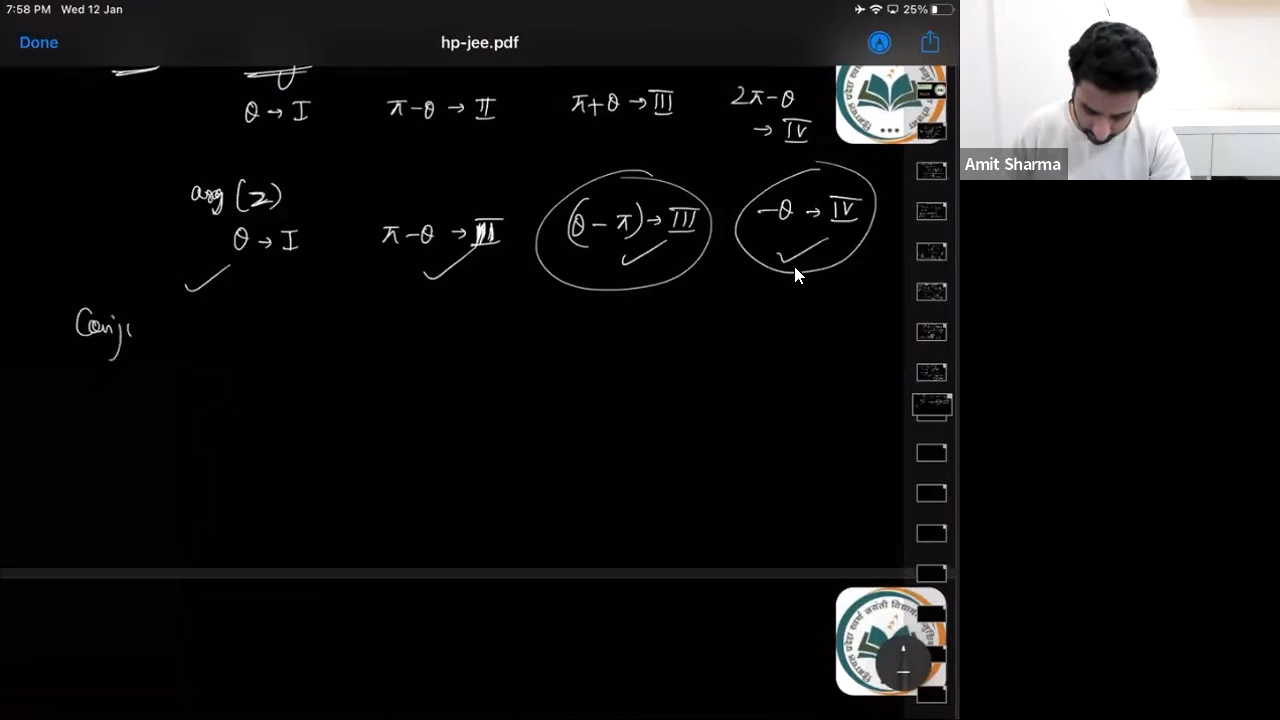 7:58 PM Wed 12 Jan
25%
Done
hp-jee.pdf
θ → I π-θ → II π+θ → III 2π-θ
→ IV
Amit Sharma
arg (z)
θ → I π-θ → II (θ-π) → III -θ → IV
Conj